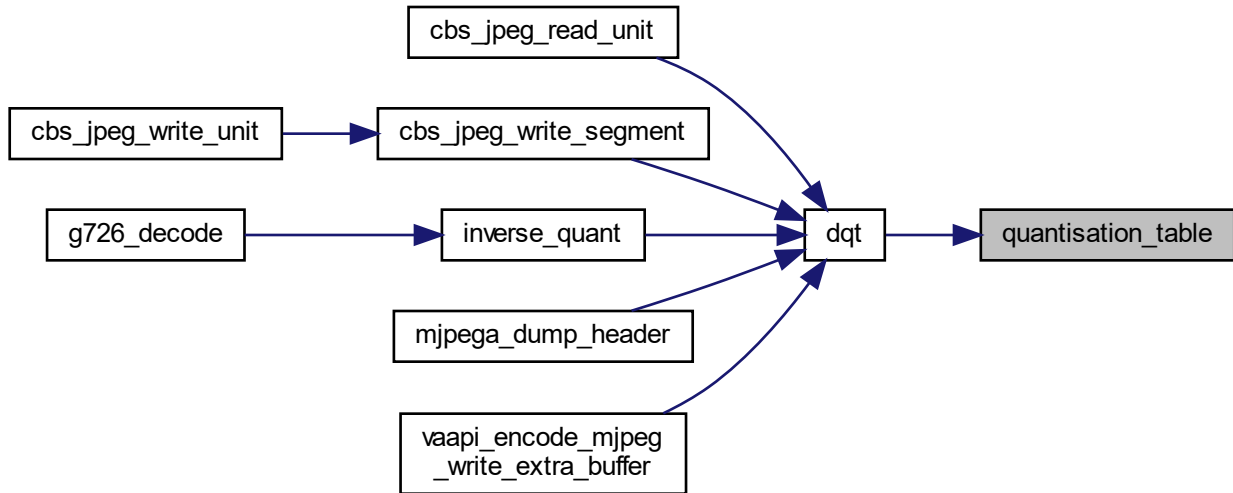 cbs_jpeg_read_unit
cbs_jpeg_write_unit
cbs_jpeg_write_segment
g726_decode
inverse_quant
dqt
quantisation_table
mjpega_dump_header
vaapi_encode_mjpeg
_write_extra_buffer